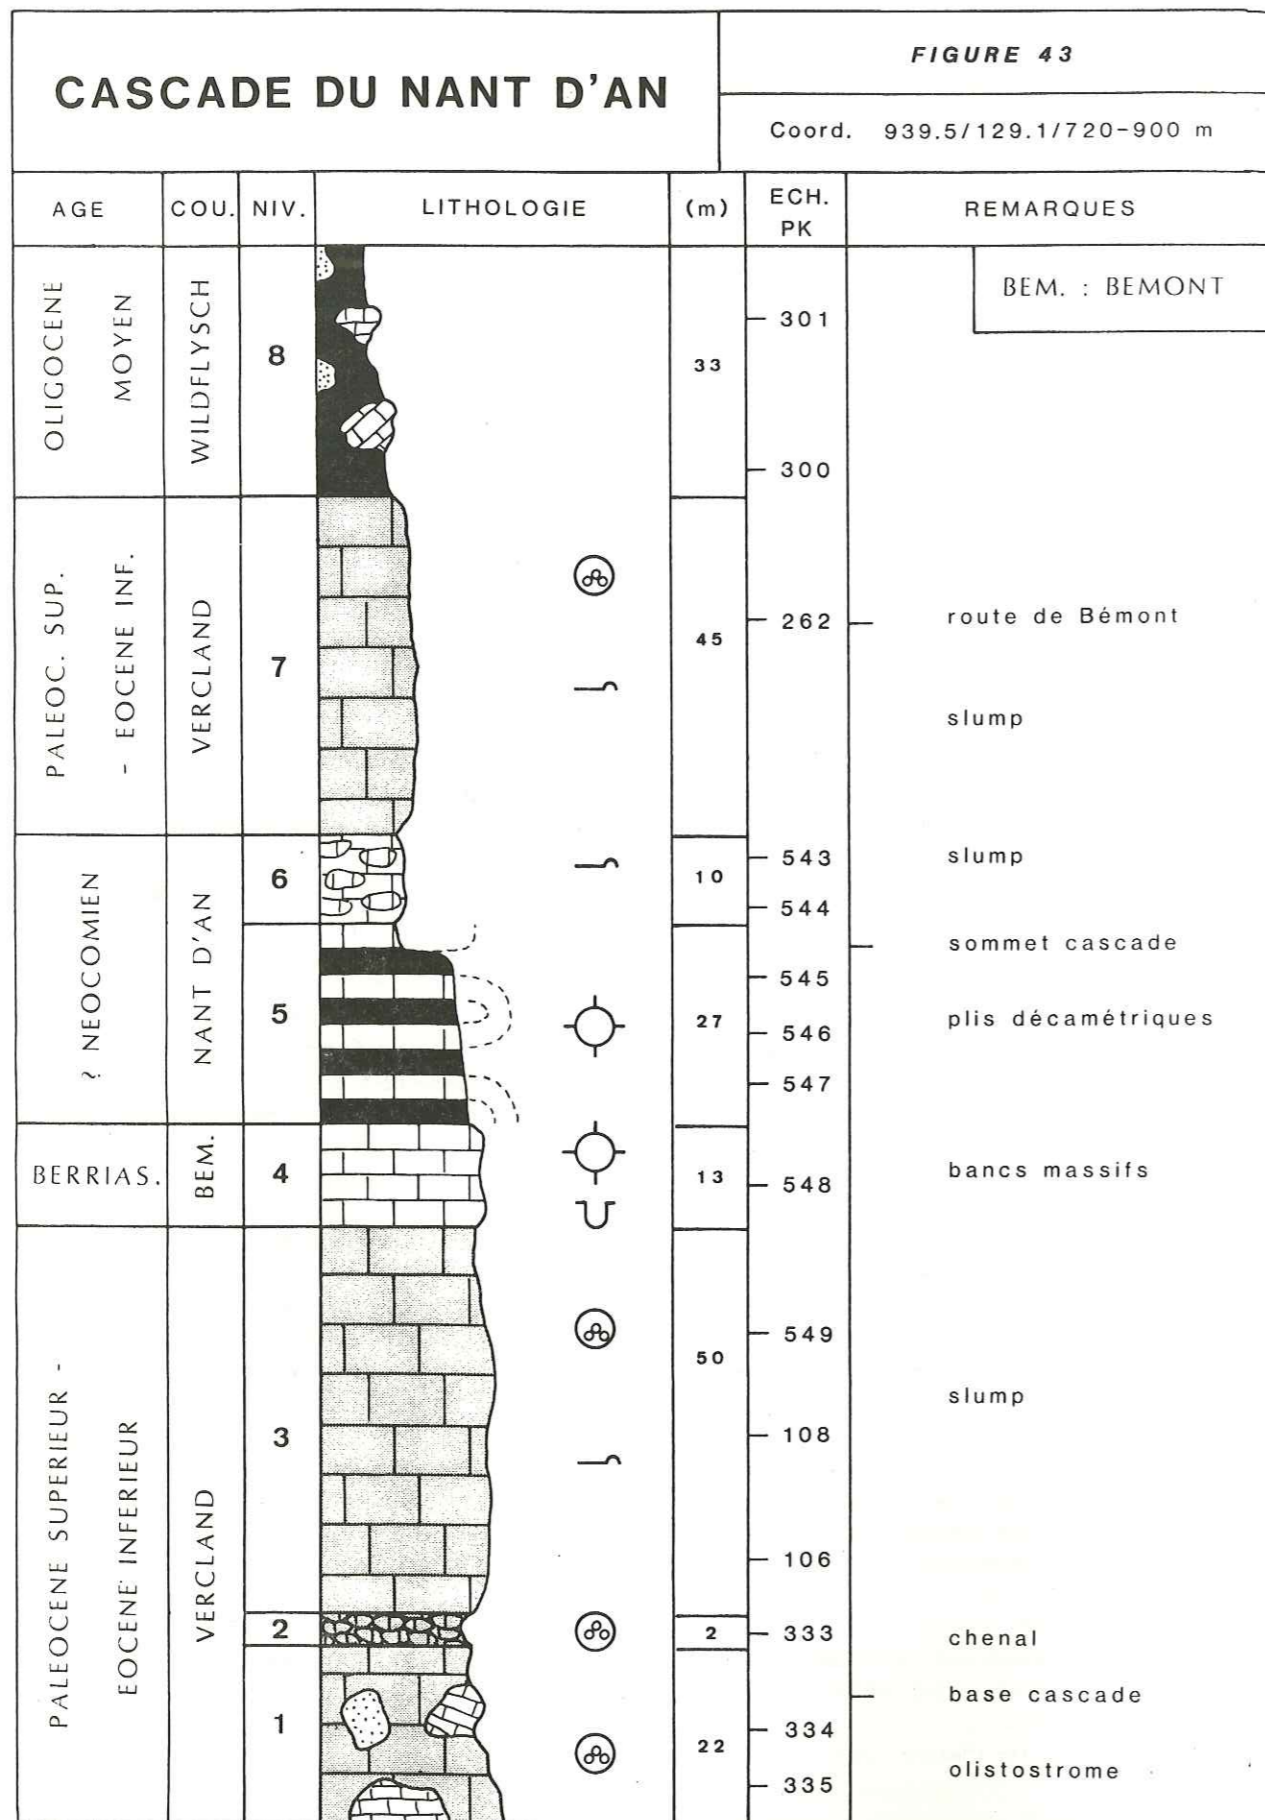 CASCADE DU NANT D'AN
FIGURE 43
Coord. 939.5/129.1/720-900 m
AGE COU. NIV. LITHOLOGIE (m) ECH. PK REMARQUES
BEM. : BEMONT
OLIGOCENE
MOYEN
WILDFLYSCH
8
33
301
300
PALEOC. SUP.
- EOCENE INF.
VERCLAND
7
45
262
route de Bémont
slump
? NEOCOMIEN
NANT D'AN
6
10
543
slump
544
5
27
sommet cascade
545
546
plis décamétriques
547
BERRIAS.
BEM.
4
13
548
bancs massifs
PALEOCENE SUPERIEUR -
EOCENE INFERIEUR
VERCLAND
3
50
549
slump
108
106
2
2
333
chenal
1
22
base cascade
334
olistostrome
335